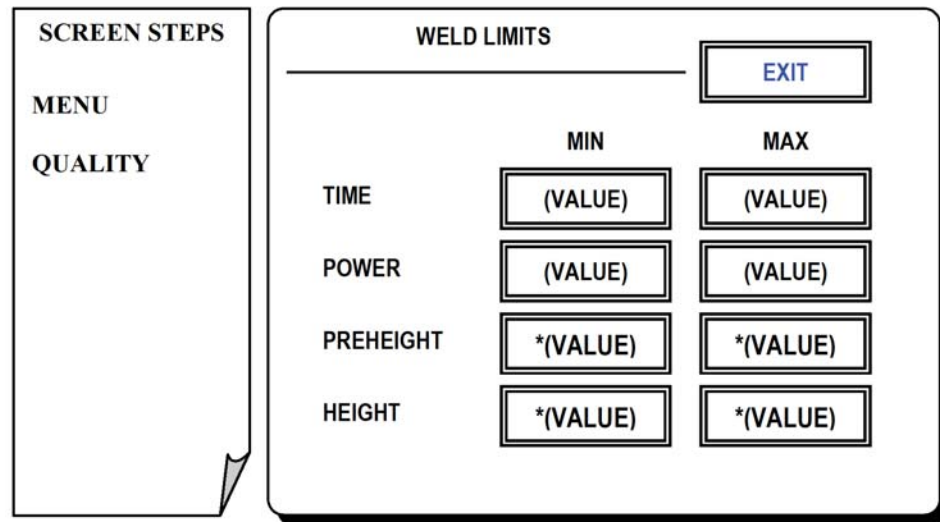 SCREEN STEPS
MENU
QUALITY
WELD LIMITS
EXIT
MIN MAX
TIME (VALUE) (VALUE)
POWER (VALUE) (VALUE)
PREHEIGHT *(VALUE) *(VALUE)
HEIGHT *(VALUE) *(VALUE)